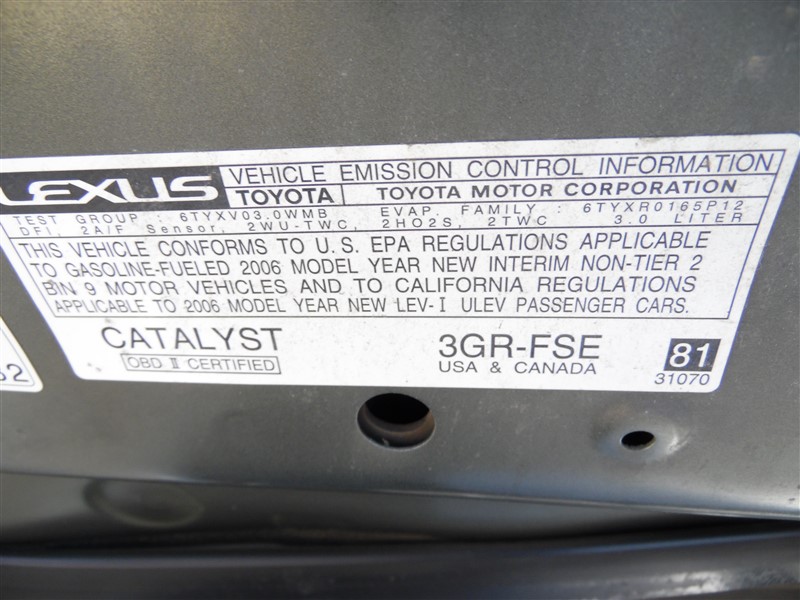 LEXUS VEHICLE EMISSION CONTROL INFORMATION
TOYOTA TOYOTA MOTOR CORPORATION
TEST GROUP : 6TYXV03.0WMB EVAP. FAMILY : 6TYXR0165P12
DFI, 2A/F Sensor, 2WU-TWC, 2HO2S, 2TWC 3.0 LITER
THIS VEHICLE CONFORMS TO U.S. EPA REGULATIONS APPLICABLE
TO GASOLINE-FUELED 2006 MODEL YEAR NEW INTERIM NON-TIER 2
BIN 9 MOTOR VEHICLES AND TO CALIFORNIA REGULATIONS
APPLICABLE TO 2006 MODEL YEAR NEW LEV-I ULEV PASSENGER CARS.
CATALYST 3GR-FSE 81
OBD II CERTIFIED USA & CANADA 31070